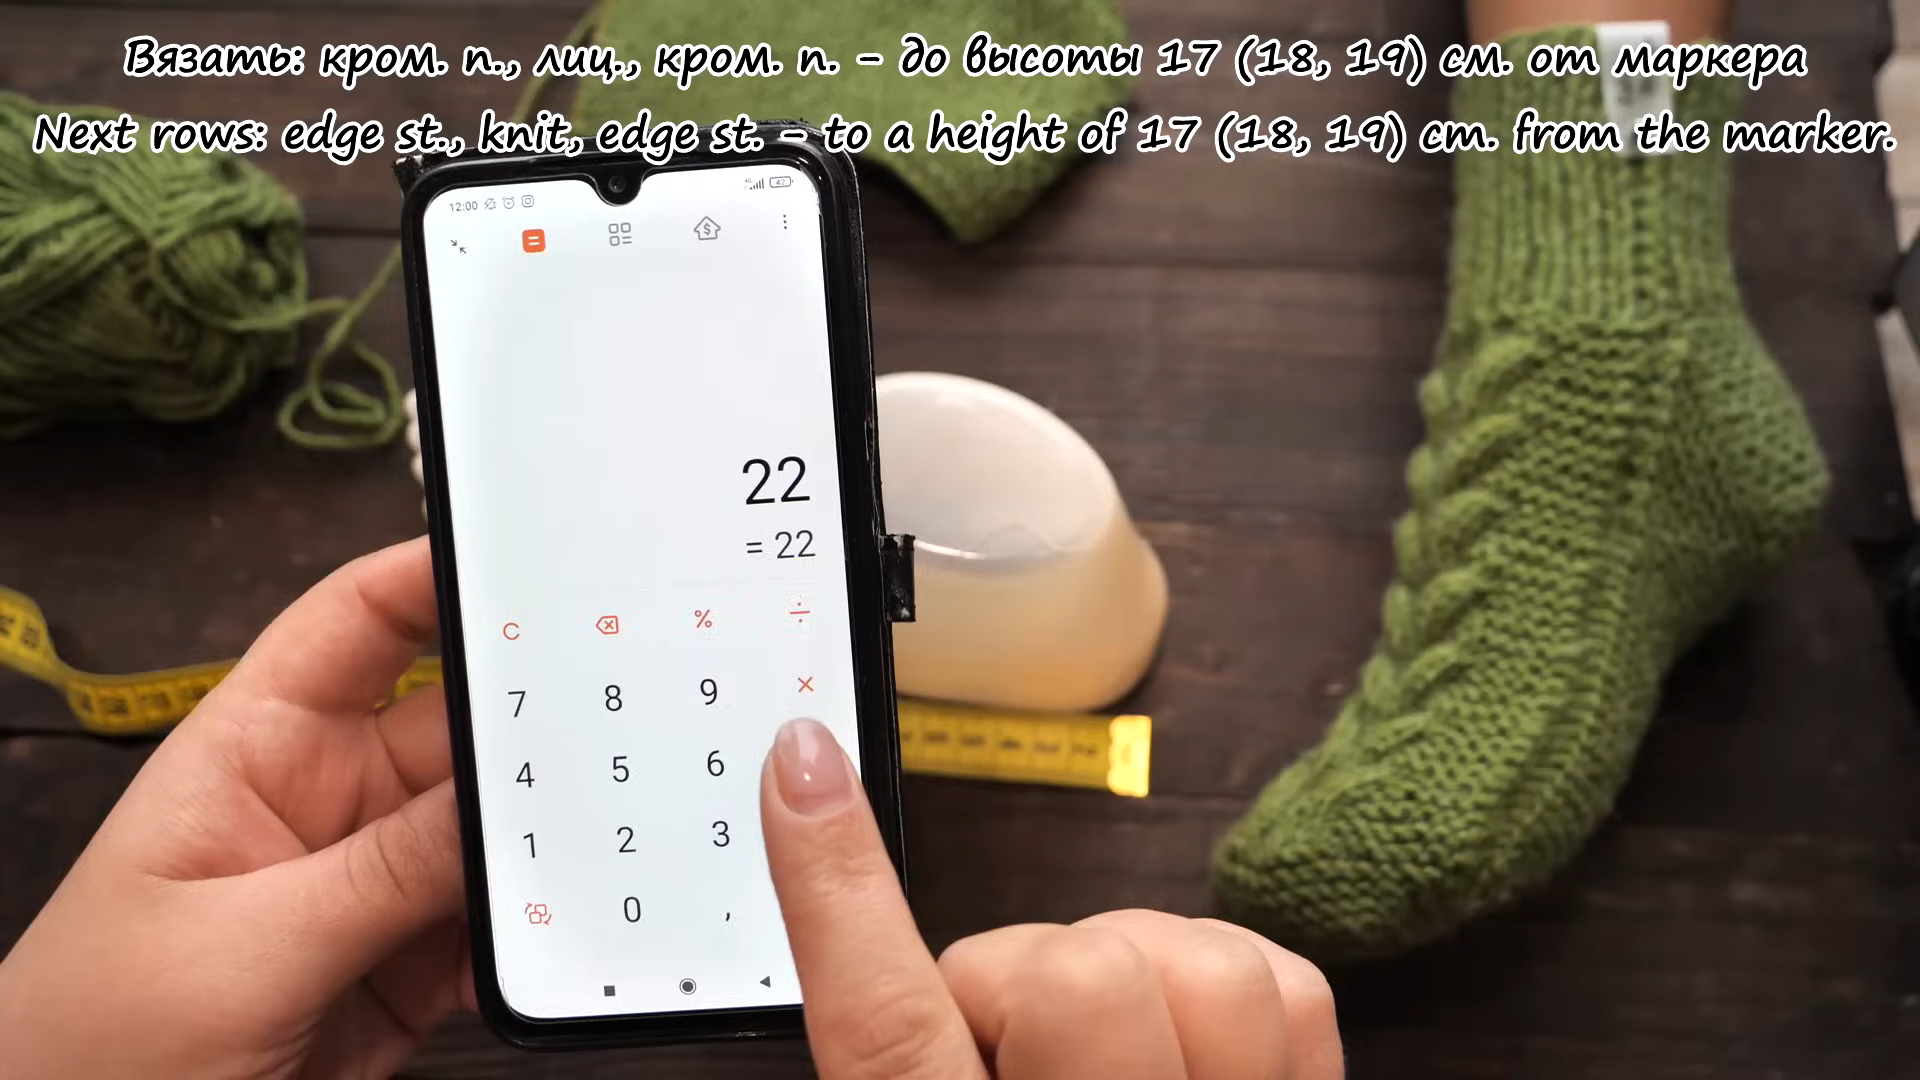 Вязать: кром. п., лиц., кром. п. - до высоты 17 (18, 19) см. от маркера
Next rows: edge st., knit, edge st. - to a height of 17 (18, 19) cm. from the marker.
12:00
42
22
= 22
C % ÷
7 8 9 ×
4 5 6
1 2 3
0 ,